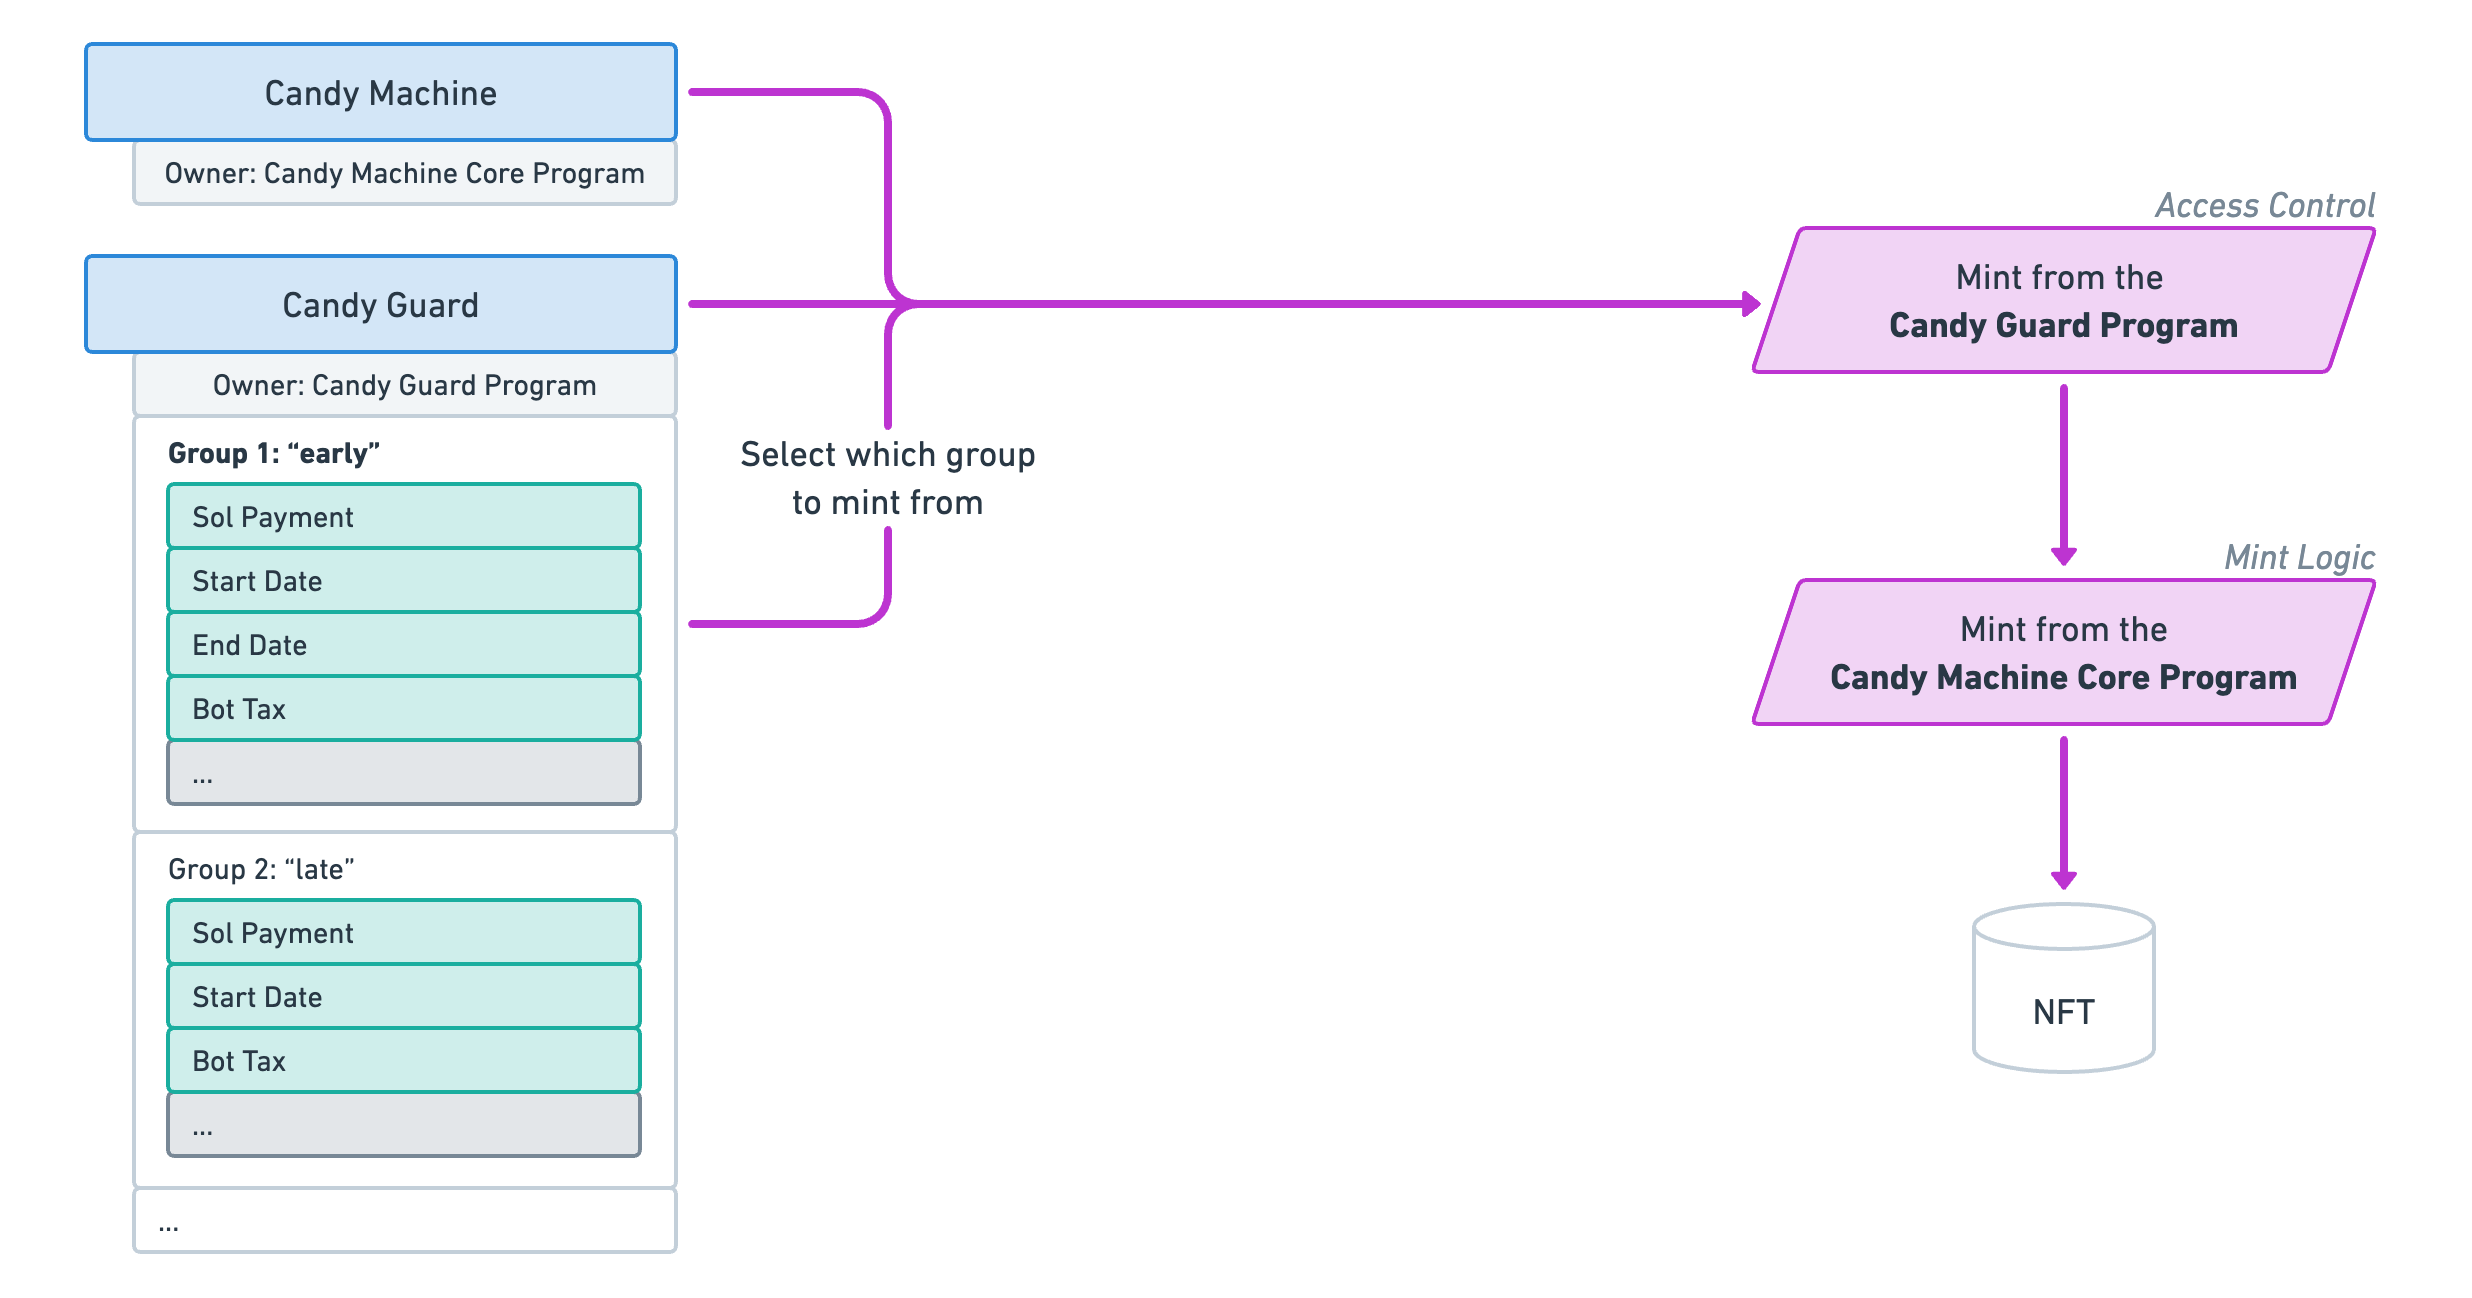 Candy Machine
Owner: Candy Machine Core Program
Candy Guard
Owner: Candy Guard Program
Group 1: “early”
Sol Payment
Start Date
End Date
Bot Tax
...
Group 2: “late”
Sol Payment
Start Date
Bot Tax
...
...
Select which group
to mint from
Access Control
Mint from the
Candy Guard Program
Mint Logic
Mint from the
Candy Machine Core Program
NFT